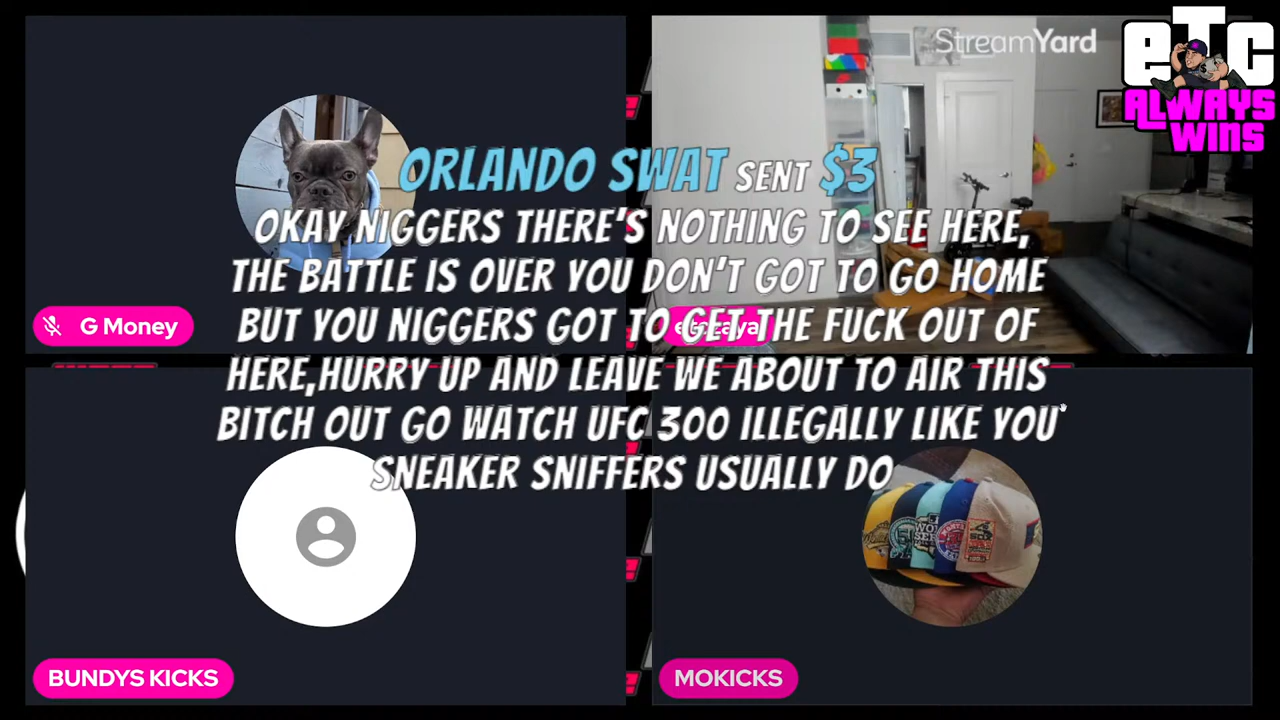 StreamYard
eTC
ALWAYS
WINS
ORLANDO SWAT SENT $3
OKAY NIGGERS THERE'S NOTHING TO SEE HERE,
THE BATTLE IS OVER YOU DON'T GOT TO GO HOME
BUT YOU NIGGERS GOT TO GET THE FUCK OUT OF
HERE,HURRY UP AND LEAVE WE ABOUT TO AIR THIS
BITCH OUT GO WATCH UFC 300 ILLEGALLY LIKE YOU
SNEAKER SNIFFERS USUALLY DO
G Money
BUNDYS KICKS
MOKICKS